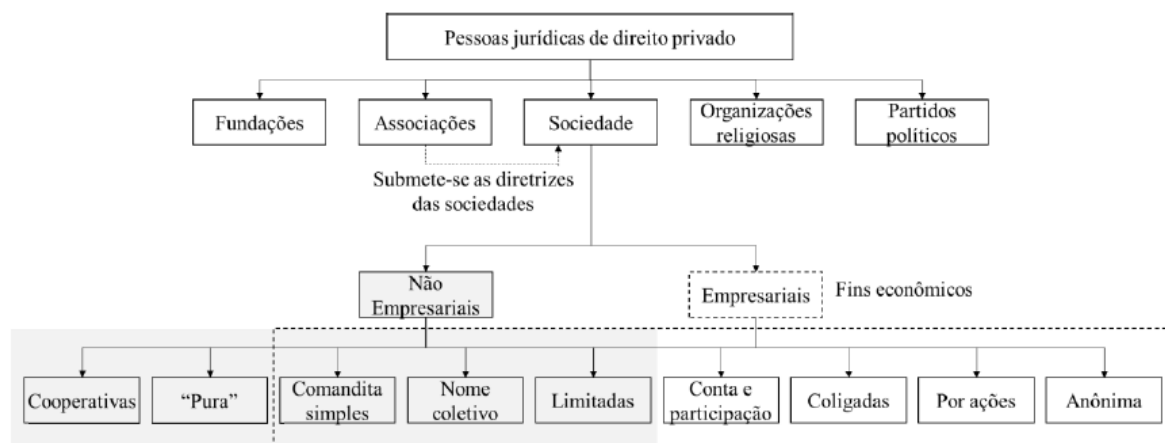 Pessoas jurídicas de direito privado
Fundações
Associações
Sociedade
Organizações
religiosas
Partidos
políticos
Submete-se as diretrizes
das sociedades
Não
Empresariais
Empresariais
Fins econômicos
Cooperativas
“Pura”
Comandita
simples
Nome
coletivo
Limitadas
Conta e
participação
Coligadas
Por ações
Anônima